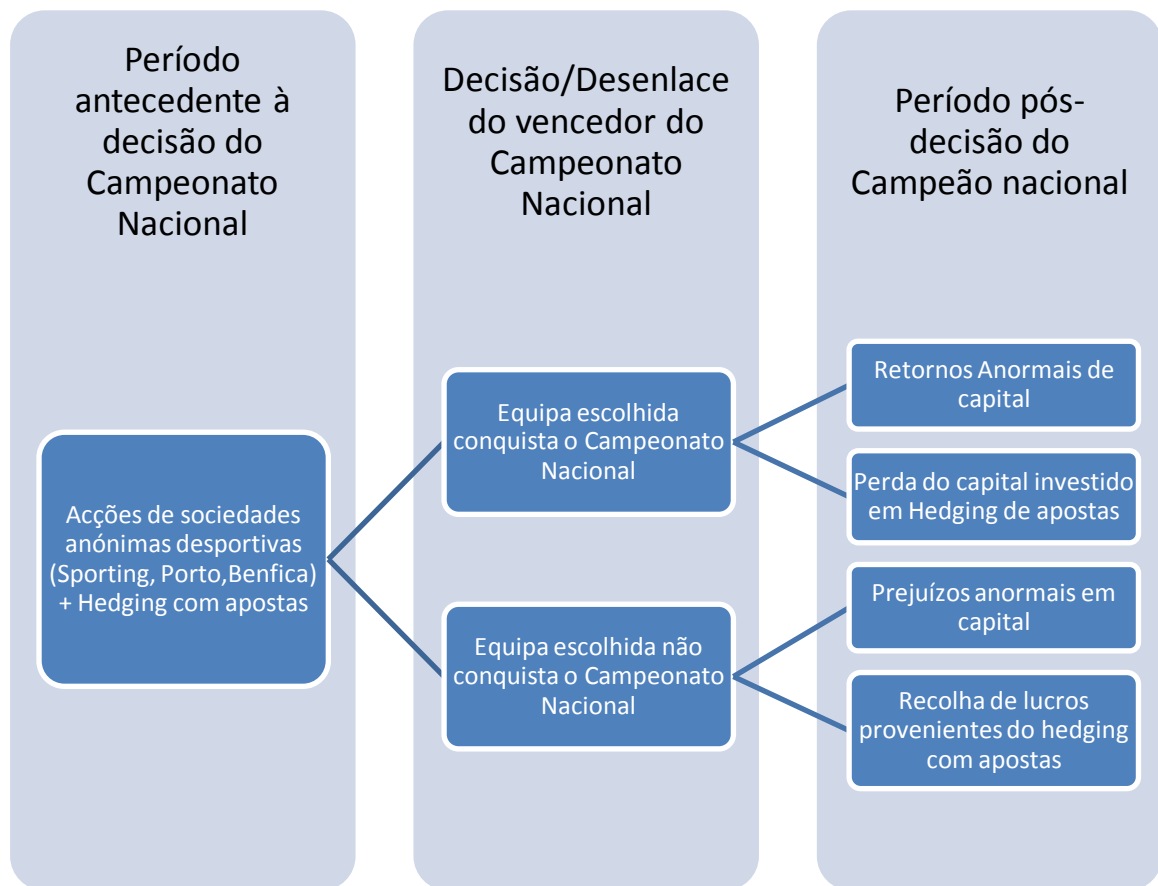 Período
antecedente à
decisão do
Campeonato
Nacional
Acções de sociedades
anónimas desportivas
(Sporting, Porto,Benfica)
+ Hedging com apostas
Decisão/Desenlace
do vencedor do
Campeonato
Nacional
Equipa escolhida
conquista o Campeonato
Nacional
Equipa escolhida não
conquista o Campeonato
Nacional
Período pós-
decisão do
Campeão nacional
Retornos Anormais de
capital
Perda do capital investido
em Hedging de apostas
Prejuízos anormais em
capital
Recolha de lucros
provenientes do hedging
com apostas